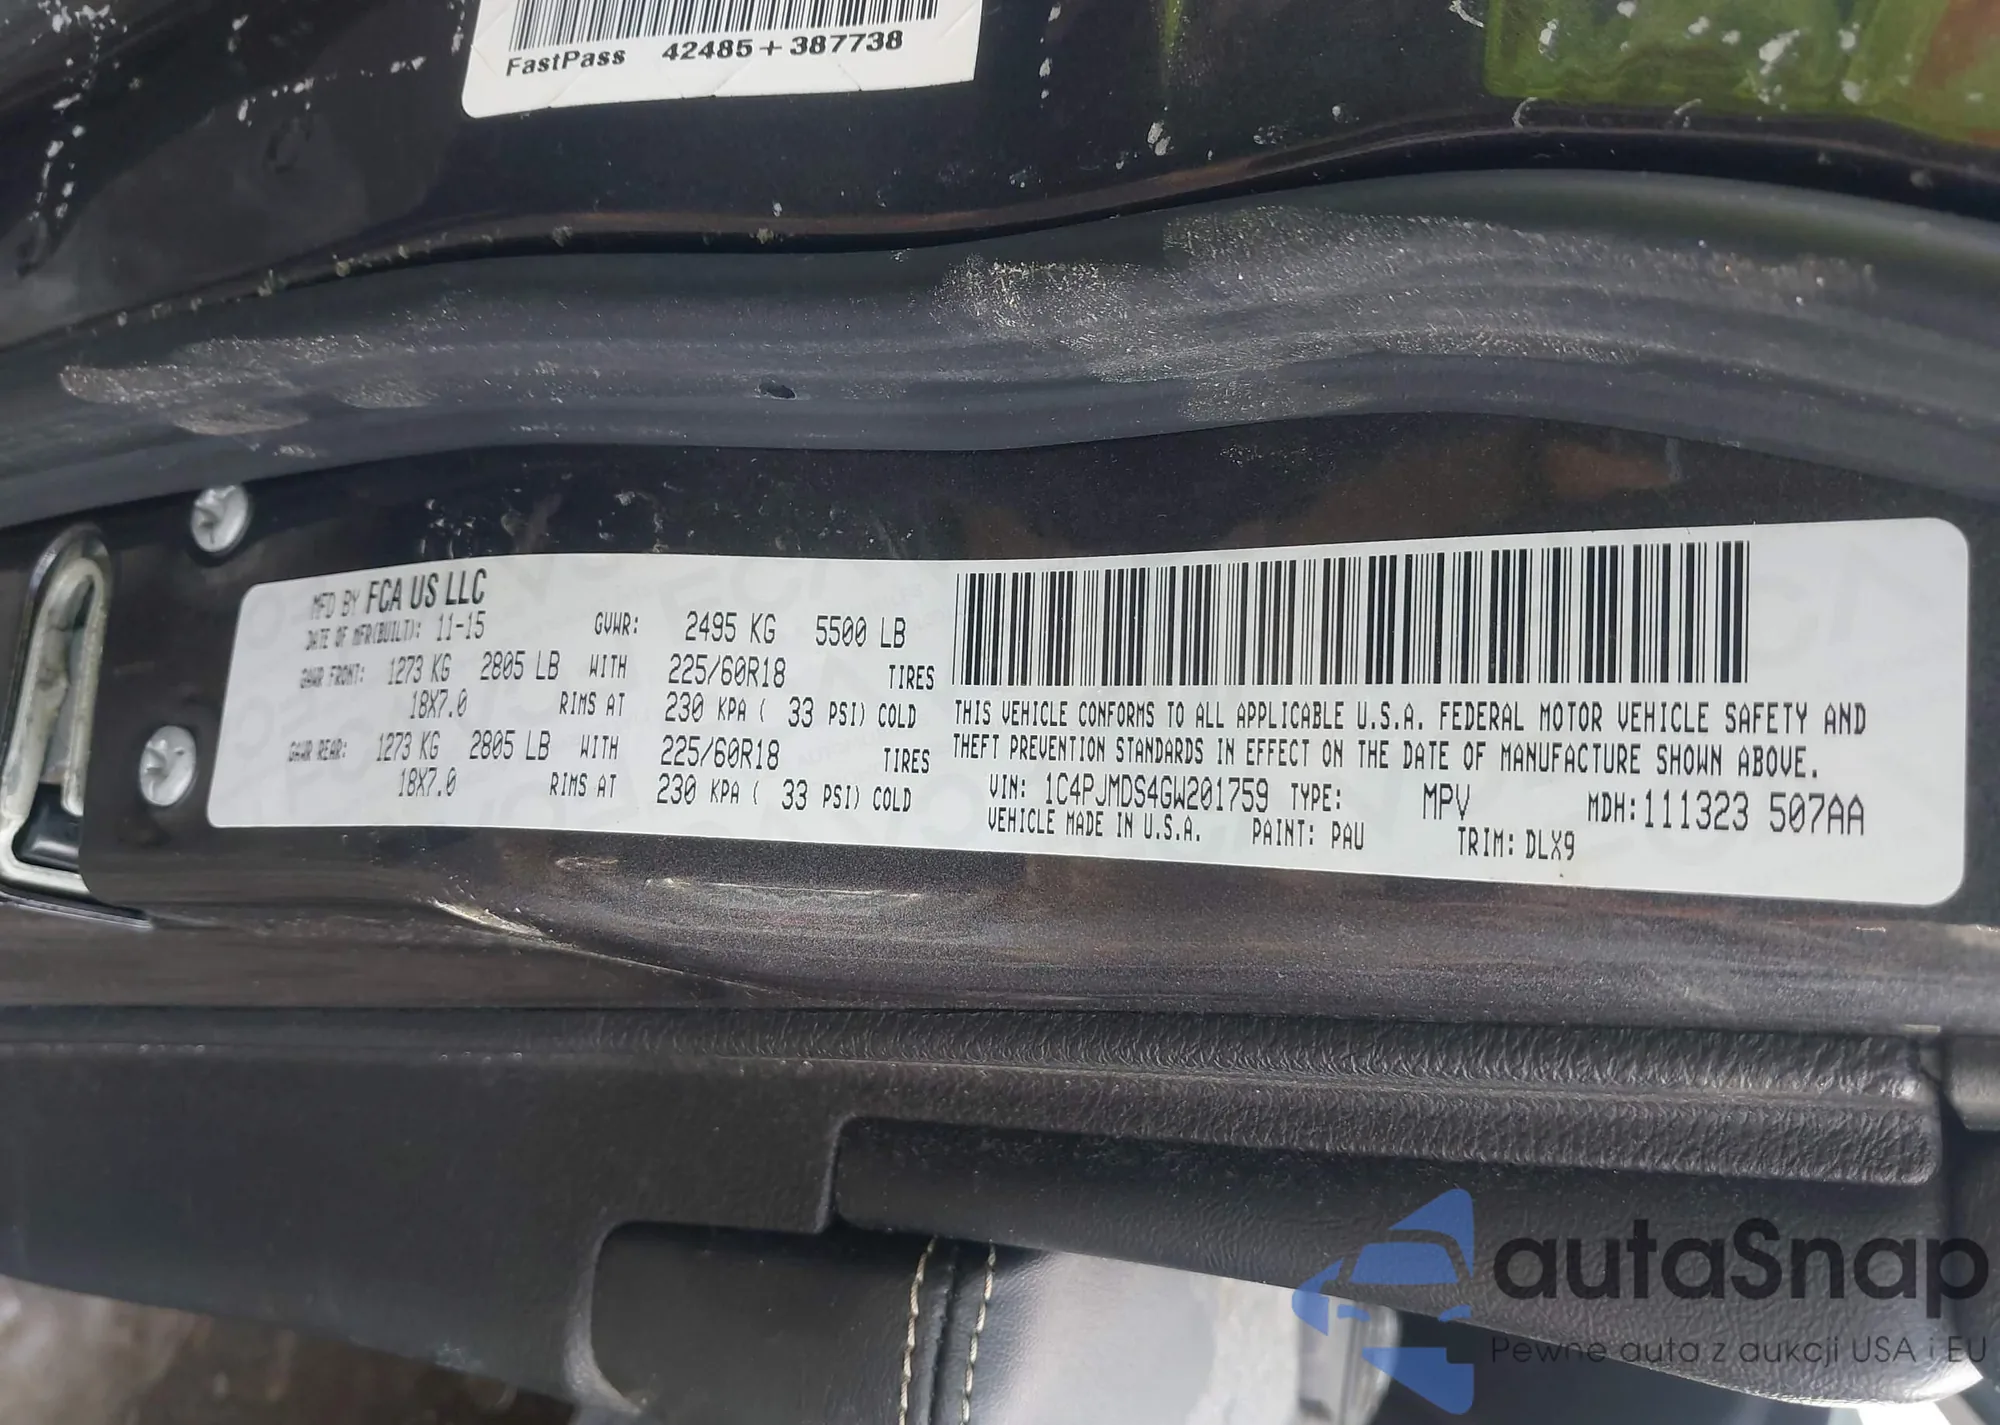 FastPass 42485+387738
MFD BY FCA US LLC
DATE OF MFR(BUILT): 11-15 GVWR: 2495 KG 5500 LB
GAWR FRONT: 1273 KG 2805 LB WITH 225/60R18 TIRES
18X7.0 RIMS AT 230 KPA ( 33 PSI) COLD
GAWR REAR: 1273 KG 2805 LB WITH 225/60R18 TIRES
18X7.0 RIMS AT 230 KPA ( 33 PSI) COLD
THIS VEHICLE CONFORMS TO ALL APPLICABLE U.S.A. FEDERAL MOTOR VEHICLE SAFETY AND
THEFT PREVENTION STANDARDS IN EFFECT ON THE DATE OF MANUFACTURE SHOWN ABOVE.
VIN: 1C4PJMDS4GW201759 TYPE: MPV MDH: 111323 507AA
VEHICLE MADE IN U.S.A. PAINT: PAU TRIM: DLX9
autaSnap
Pewne auta z aukcji USA i EU